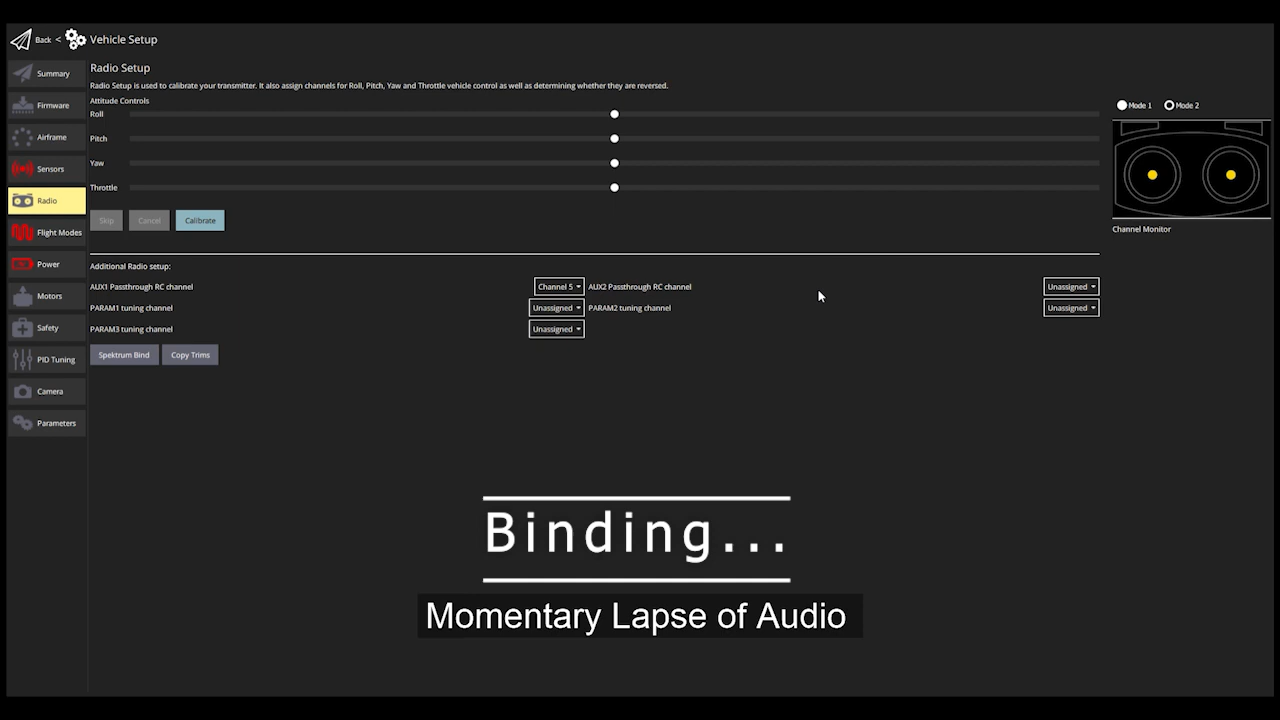 Back < Vehicle Setup
Summary
Firmware
Airframe
Sensors
Radio
Flight Modes
Power
Motors
Safety
PID Tuning
Camera
Parameters
Radio Setup
Radio Setup is used to calibrate your transmitter. It also assign channels for Roll, Pitch, Yaw and Throttle vehicle control as well as determining whether they are reversed.
Attitude Controls
Roll
Pitch
Yaw
Throttle
Skip Cancel Calibrate
Mode 1 Mode 2
Channel Monitor
Additional Radio setup:
AUX1 Passthrough RC channel Channel 5 AUX2 Passthrough RC channel Unassigned
PARAM1 tuning channel Unassigned PARAM2 tuning channel Unassigned
PARAM3 tuning channel Unassigned
Spektrum Bind Copy Trims
Binding...
Momentary Lapse of Audio